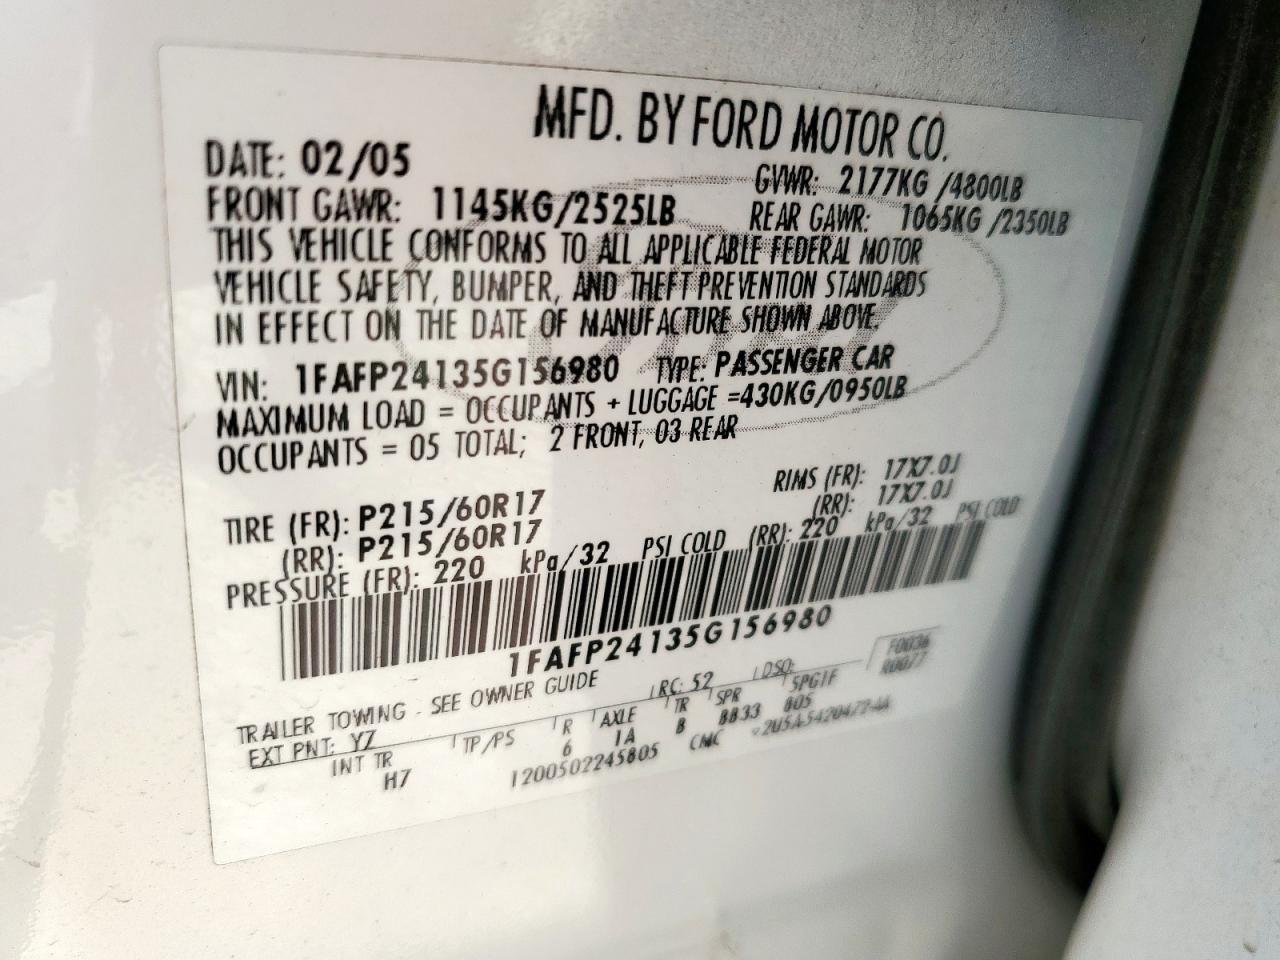 MFD. BY FORD MOTOR CO.
DATE: 02/05 GVWR: 2177KG /4800LB
FRONT GAWR: 1145KG/2525LB REAR GAWR: 1065KG /2350LB
THIS VEHICLE CONFORMS TO ALL APPLICABLE FEDERAL MOTOR
VEHICLE SAFETY, BUMPER, AND THEFT PREVENTION STANDARDS
IN EFFECT ON THE DATE OF MANUFACTURE SHOWN ABOVE.
VIN: 1FAFP24135G156980 TYPE: PASSENGER CAR
MAXIMUM LOAD = OCCUPANTS + LUGGAGE =430KG/0950LB
OCCUPANTS = 05 TOTAL; 2 FRONT, 03 REAR
TIRE (FR): P215/60R17 RIMS (FR): 17X7.0J
(RR): P215/60R17 (RR): 17X7.0J
PRESSURE (FR): 220 kPa/32 PSI COLD (RR): 220 kPa/32 PSI COLD
1FAFP24135G156980
TRAILER TOWING - SEE OWNER GUIDE F0036
EXT PNT: YZ RC: 52 DSO: R0077
INT TR TP/PS R AXLE TR SPR SPGIF
H7 6 1A B BB33 805
1200502245805 CMC